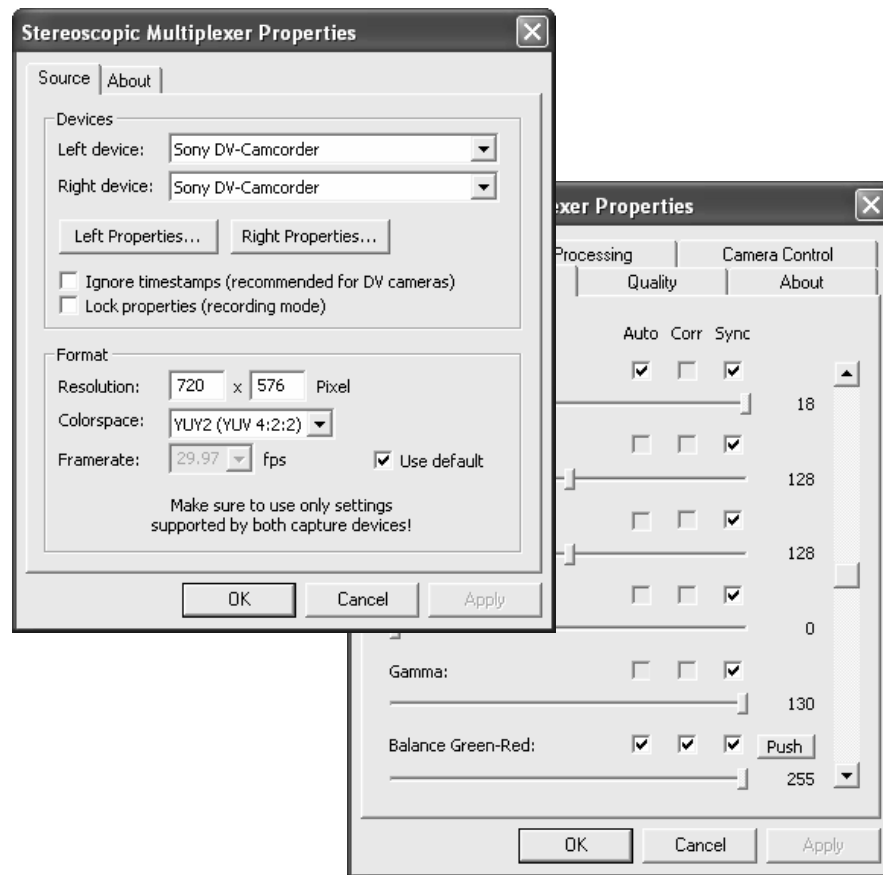 Stereoscopic Multiplexer Properties
Source About
Devices
Left device: Sony DV-Camcorder
Right device: Sony DV-Camcorder
Left Properties... Right Properties...
Ignore timestamps (recommended for DV cameras)
Lock properties (recording mode)
Format
Resolution: 720 x 576 Pixel
Colorspace: YUY2 (YUV 4:2:2)
Framerate: 29.97 fps Use default
Make sure to use only settings
supported by both capture devices!
OK Cancel Apply
exer Properties
Processing Camera Control
Quality About
Auto Corr Sync
18
128
128
0
Gamma:
130
Balance Green-Red: Push
255
OK Cancel Apply